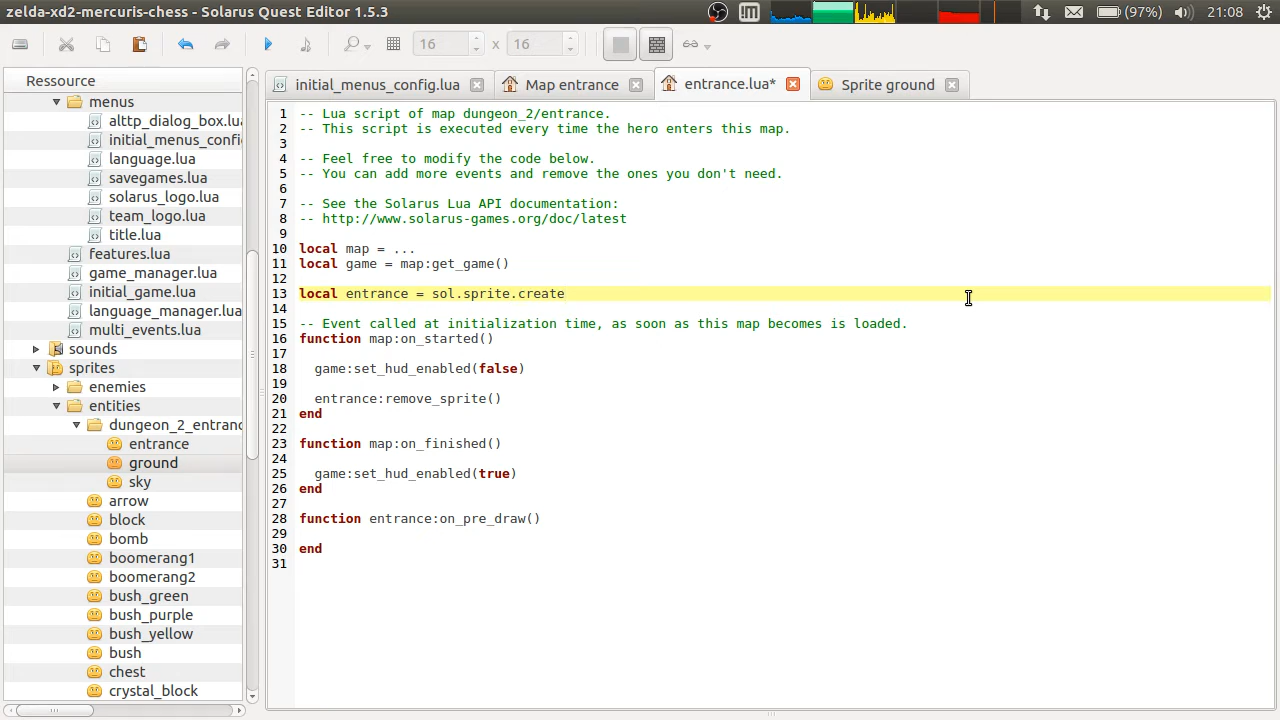 zelda-xd2-mercuris-chess - Solarus Quest Editor 1.5.3
(97%)
21:08
16 x 16
Ressource
menus
alttp_dialog_box.lua
initial_menus_confi
language.lua
savegames.lua
solarus_logo.lua
team_logo.lua
title.lua
features.lua
game_manager.lua
initial_game.lua
language_manager.lua
multi_events.lua
sounds
sprites
enemies
entities
dungeon_2_entranc
entrance
ground
sky
arrow
block
bomb
boomerang1
boomerang2
bush_green
bush_purple
bush_yellow
bush
chest
crystal_block
initial_menus_config.lua
Map entrance
entrance.lua*
Sprite ground
1 -- Lua script of map dungeon_2/entrance.
2 -- This script is executed every time the hero enters this map.
3
4 -- Feel free to modify the code below.
5 -- You can add more events and remove the ones you don't need.
6
7 -- See the Solarus Lua API documentation:
8 -- http://www.solarus-games.org/doc/latest
9
10 local map = ...
11 local game = map:get_game()
12
13 local entrance = sol.sprite.create
14
15 -- Event called at initialization time, as soon as this map becomes is loaded.
16 function map:on_started()
17
18 game:set_hud_enabled(false)
19
20 entrance:remove_sprite()
21 end
22
23 function map:on_finished()
24
25 game:set_hud_enabled(true)
26 end
27
28 function entrance:on_pre_draw()
29
30 end
31